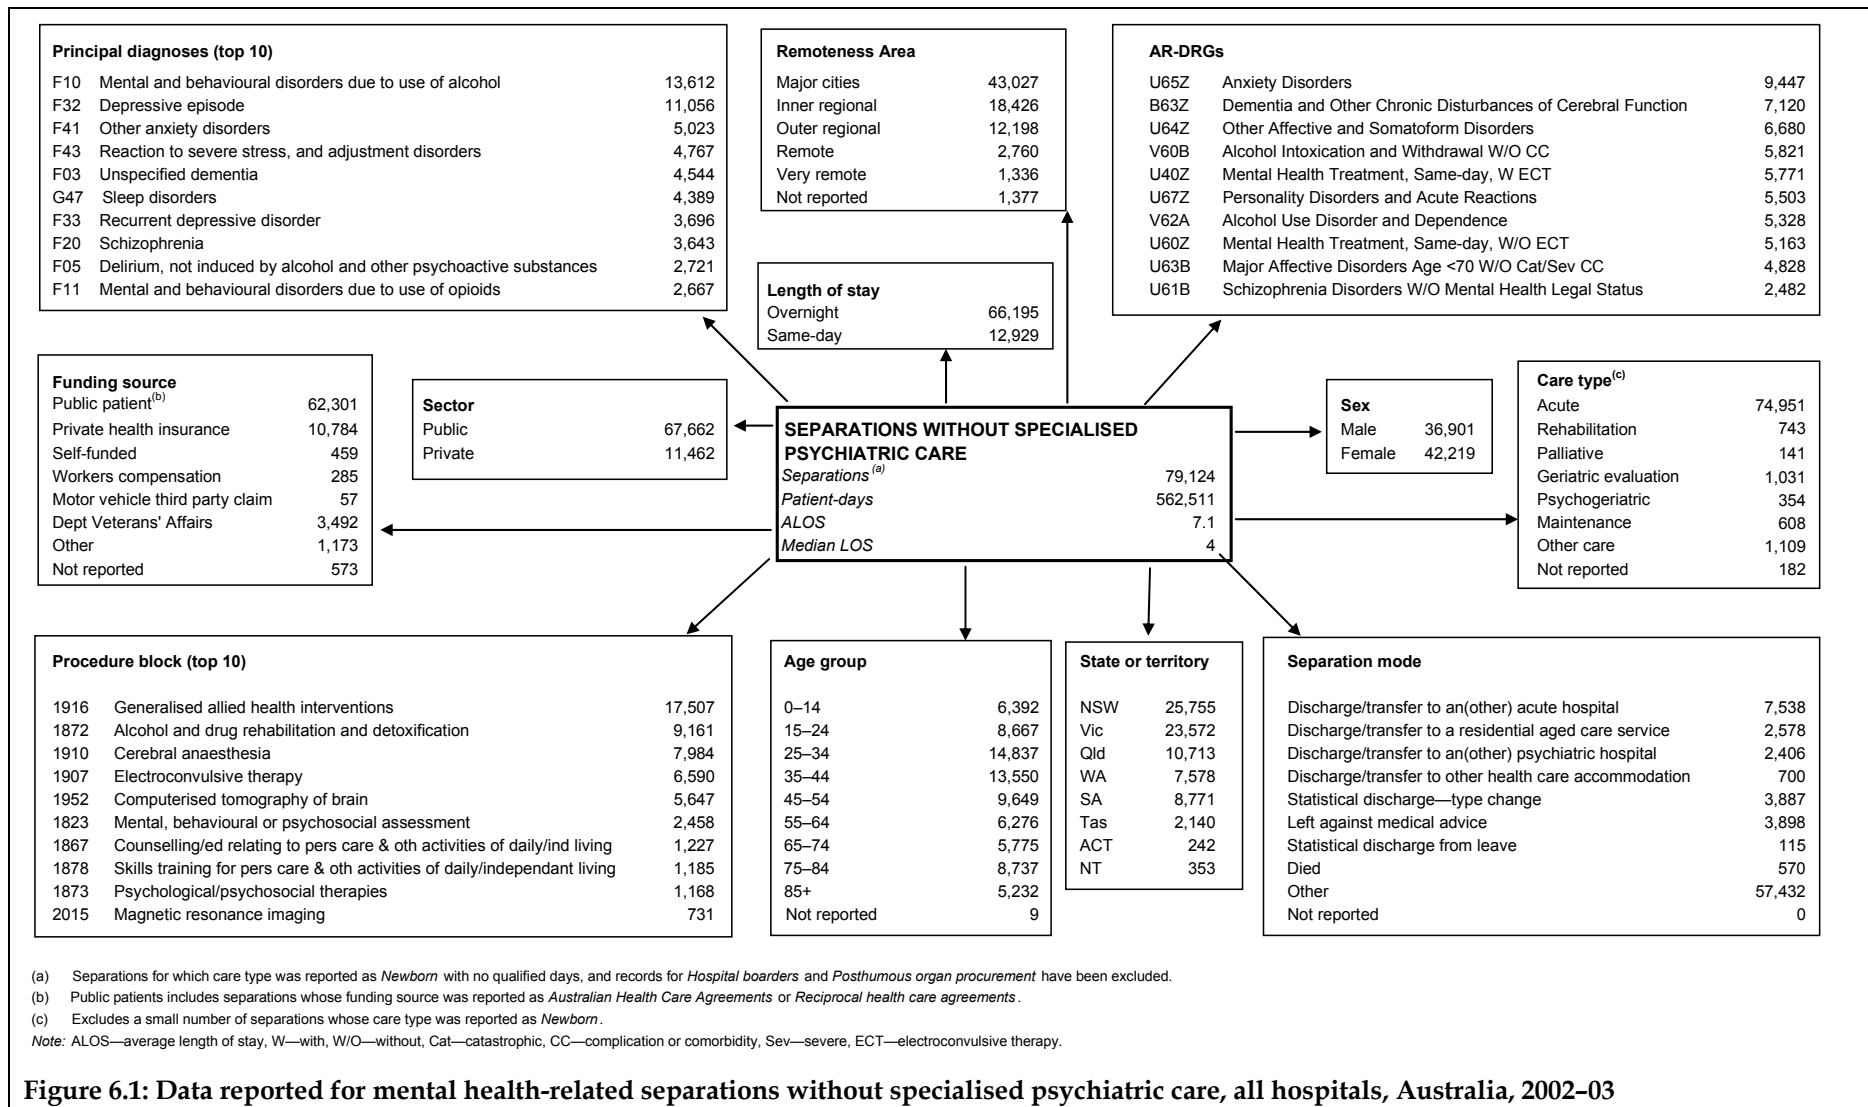 Principal diagnoses (top 10)
F10 Mental and behavioural disorders due to use of alcohol 13,612
F32 Depressive episode 11,056
F41 Other anxiety disorders 5,023
F43 Reaction to severe stress, and adjustment disorders 4,767
F03 Unspecified dementia 4,544
G47 Sleep disorders 4,389
F33 Recurrent depressive disorder 3,696
F20 Schizophrenia 3,643
F05 Delirium, not induced by alcohol and other psychoactive substances 2,721
F11 Mental and behavioural disorders due to use of opioids 2,667
Remoteness Area
Major cities 43,027
Inner regional 18,426
Outer regional 12,198
Remote 2,760
Very remote 1,336
Not reported 1,377
AR-DRGs
U65Z Anxiety Disorders 9,447
B63Z Dementia and Other Chronic Disturbances of Cerebral Function 7,120
U64Z Other Affective and Somatoform Disorders 6,680
V60B Alcohol Intoxication and Withdrawal W/O CC 5,821
U40Z Mental Health Treatment, Same-day, W ECT 5,771
U67Z Personality Disorders and Acute Reactions 5,503
V62A Alcohol Use Disorder and Dependence 5,328
U60Z Mental Health Treatment, Same-day, W/O ECT 5,163
U63B Major Affective Disorders Age <70 W/O Cat/Sev CC 4,828
U61B Schizophrenia Disorders W/O Mental Health Legal Status 2,482
Length of stay
Overnight 66,195
Same-day 12,929
Funding source
Public patient(b) 62,301
Private health insurance 10,784
Self-funded 459
Workers compensation 285
Motor vehicle third party claim 57
Dept Veterans' Affairs 3,492
Other 1,173
Not reported 573
Sector
Public 67,662
Private 11,462
SEPARATIONS WITHOUT SPECIALISED
PSYCHIATRIC CARE
Separations (a) 79,124
Patient-days 562,511
ALOS 7.1
Median LOS 4
Sex
Male 36,901
Female 42,219
Care type(c)
Acute 74,951
Rehabilitation 743
Palliative 141
Geriatric evaluation 1,031
Psychogeriatric 354
Maintenance 608
Other care 1,109
Not reported 182
Procedure block (top 10)
1916 Generalised allied health interventions 17,507
1872 Alcohol and drug rehabilitation and detoxification 9,161
1910 Cerebral anaesthesia 7,984
1907 Electroconvulsive therapy 6,590
1952 Computerised tomography of brain 5,647
1823 Mental, behavioural or psychosocial assessment 2,458
1867 Counselling/ed relating to pers care & oth activities of daily/ind living 1,227
1878 Skills training for pers care & oth activities of daily/independant living 1,185
1873 Psychological/psychosocial therapies 1,168
2015 Magnetic resonance imaging 731
Age group
0–14 6,392
15–24 8,667
25–34 14,837
35–44 13,550
45–54 9,649
55–64 6,276
65–74 5,775
75–84 8,737
85+ 5,232
Not reported 9
State or territory
NSW 25,755
Vic 23,572
Qld 10,713
WA 7,578
SA 8,771
Tas 2,140
ACT 242
NT 353
Separation mode
Discharge/transfer to an(other) acute hospital 7,538
Discharge/transfer to a residential aged care service 2,578
Discharge/transfer to an(other) psychiatric hospital 2,406
Discharge/transfer to other health care accommodation 700
Statistical discharge—type change 3,887
Left against medical advice 3,898
Statistical discharge from leave 115
Died 570
Other 57,432
Not reported 0
(a) Separations for which care type was reported as Newborn with no qualified days, and records for Hospital boarders and Posthumous organ procurement have been excluded.
(b) Public patients includes separations whose funding source was reported as Australian Health Care Agreements or Reciprocal health care agreements.
(c) Excludes a small number of separations whose care type was reported as Newborn.
Note: ALOS—average length of stay, W—with, W/O—without, Cat—catastrophic, CC—complication or comorbidity, Sev—severe, ECT—electroconvulsive therapy.
Figure 6.1: Data reported for mental health-related separations without specialised psychiatric care, all hospitals, Australia, 2002–03